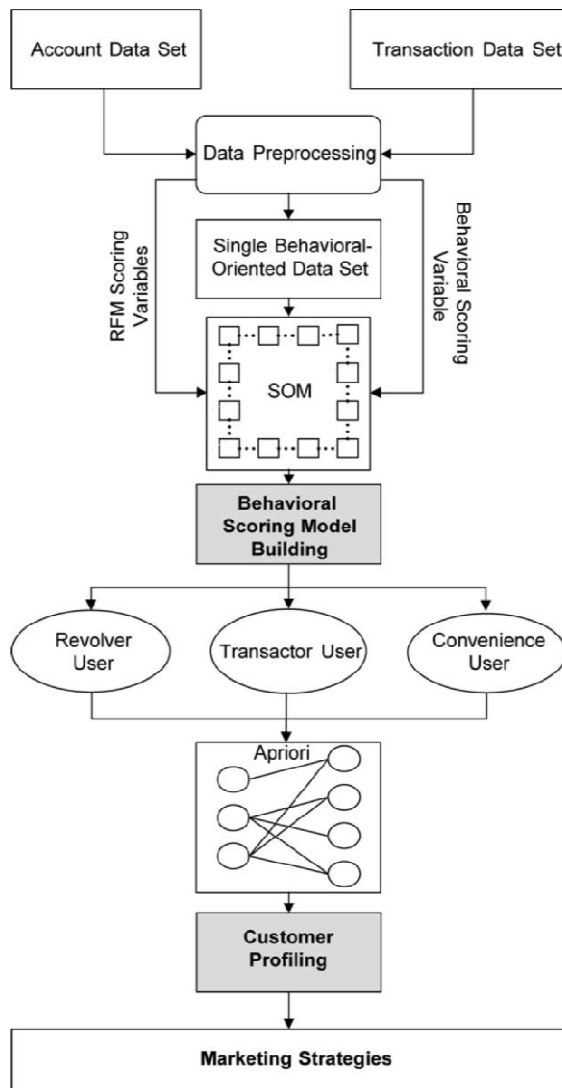 Account Data Set
Transaction Data Set
Data Preprocessing
RFM Scoring
Variables
Single Behavioral-
Oriented Data Set
Behavioral Scoring
Variable
SOM
Behavioral
Scoring Model
Building
Revolver
User
Transactor User
Convenience
User
Apriori
Customer
Profiling
Marketing Strategies